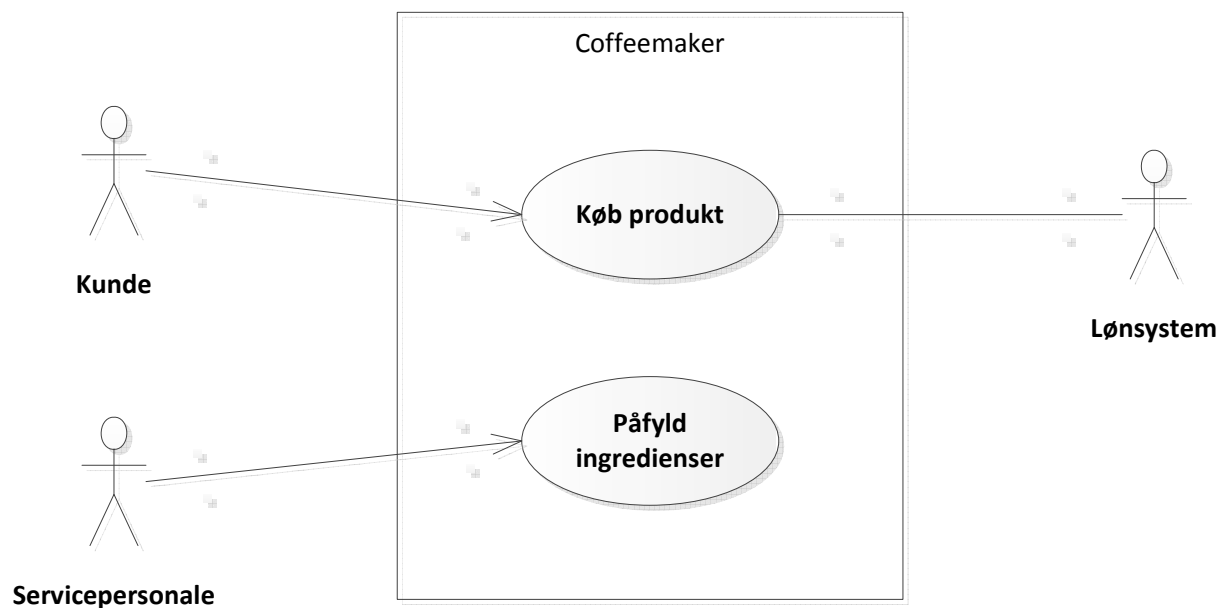 Coffeemaker
Køb produkt
Kunde
Lønsystem
Påfyld
ingredienser
Servicepersonale